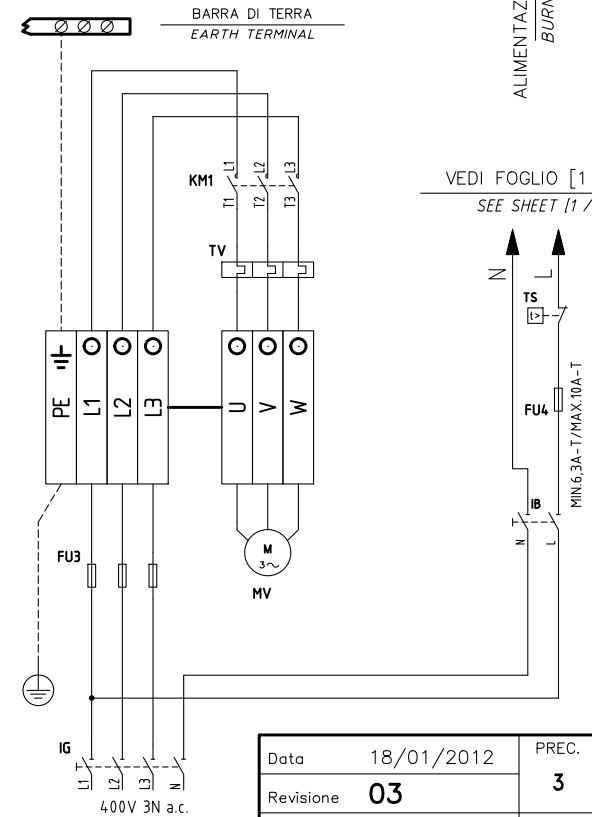 BARRA DI TERRA
EARTH TERMINAL
ALIMENTAZ
BURN
VEDI FOGLIO [1
SEE SHEET [1 /
KM1
L1 L2 L3
T1 T2 T3
TV
N L
TS
t>
PE L1 L2 L3 U V W
FU4
MIN.6,3A-T/MAX.10A-T
IB
N L
M
3~
MV
FU3
IG
L1 L2 L3 N
400V 3N a.c.
Data 18/01/2012
PREC.
3
Revisione 03